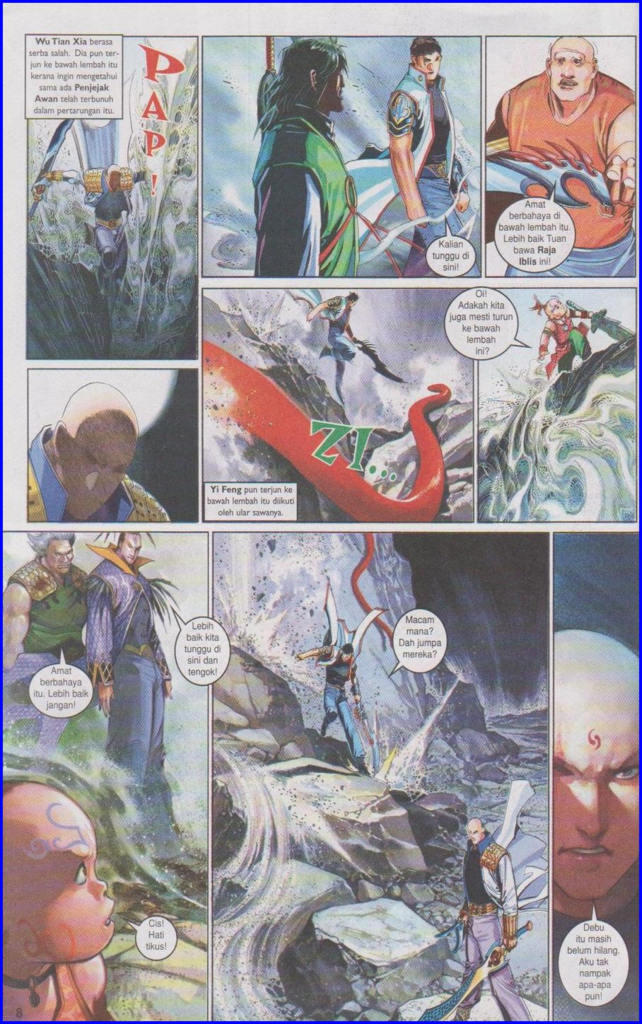 Wu Tian Xia berasa
serba salah. Dia pun ter-
jun ke bawah lembah itu
kerana ingin mengetahui
sama ada Penjejak
Awan telah terbunuh
dalam pertarungan itu.
PAP!
Kalian
tunggu di
sini!
Amat
berbahaya di
bawah lembah itu.
Lebih baik Tuan
bawa Raja
Iblis ini!
ZI...
Yi Feng pun terjun ke
bawah lembah itu diikuti
oleh ular sawanya.
Oi!
Adakah kita
juga mesti turun
ke bawah
lembah
ini?
Amat
berbahaya
itu. Lebih baik
jangan!
Lebih
baik kita
tunggu di
sini dan
tengok!
Cis!
Hati
tikus!
Macam
mana?
Dah jumpa
mereka?
Debu
itu masih
belum hilang.
Aku tak
nampak
apa-apa
pun!
8